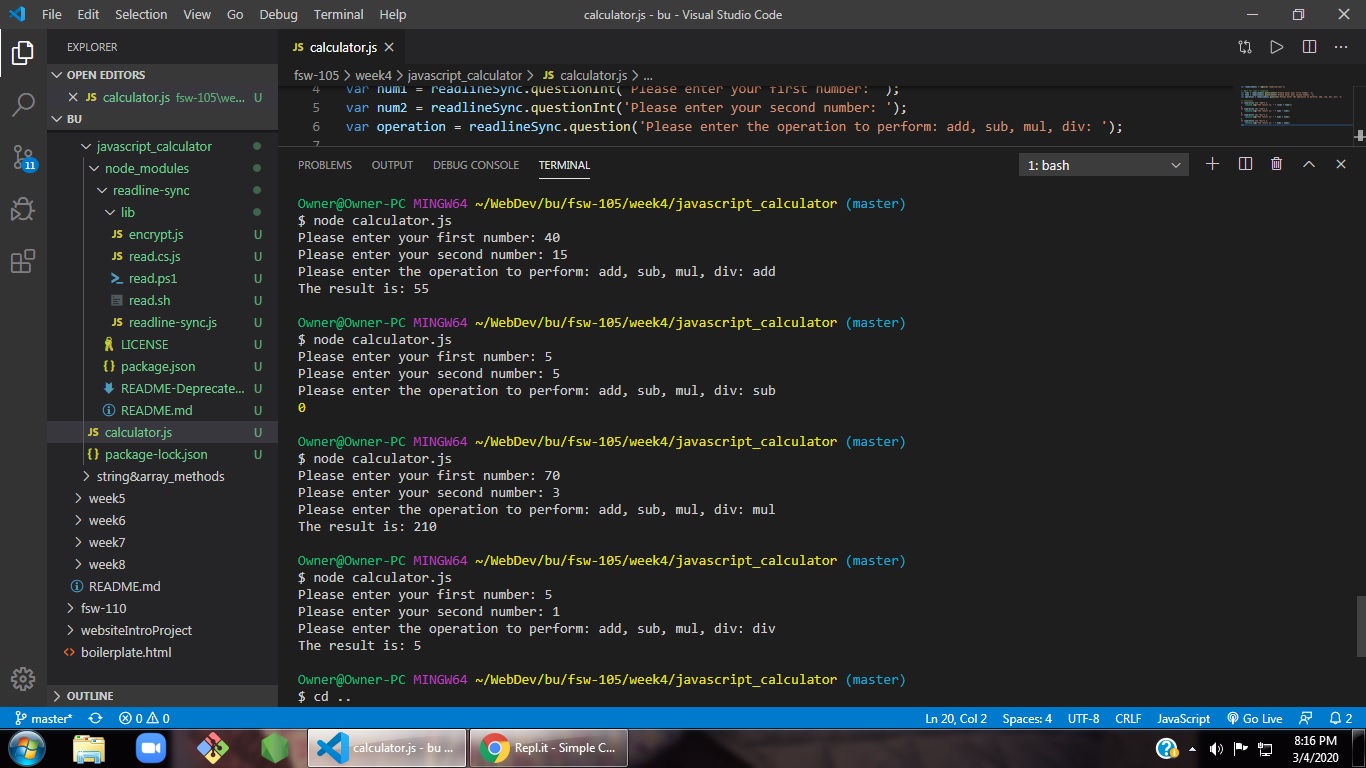 File Edit Selection View Go Debug Terminal Help
calculator.js - bu - Visual Studio Code
EXPLORER
OPEN EDITORS
JS calculator.js fsw-105\we... U
BU
javascript_calculator
node_modules
readline-sync
lib
JS encrypt.js U
JS read.cs.js U
read.ps1 U
read.sh U
JS readline-sync.js U
LICENSE U
{} package.json U
README-Deprecate... U
README.md U
JS calculator.js U
{} package-lock.json U
string&array_methods
week5
week6
week7
week8
README.md
fsw-110
websiteIntroProject
boilerplate.html
OUTLINE
11
JS calculator.js
fsw-105 > week4 > javascript_calculator > JS calculator.js > ...
4 var num1 = readlineSync.questionInt('Please enter your first number: ');
5 var num2 = readlineSync.questionInt('Please enter your second number: ');
6 var operation = readlineSync.question('Please enter the operation to perform: add, sub, mul, div: ');
7
PROBLEMS OUTPUT DEBUG CONSOLE TERMINAL
1: bash
Owner@Owner-PC MINGW64 ~/WebDev/bu/fsw-105/week4/javascript_calculator (master)
$ node calculator.js
Please enter your first number: 40
Please enter your second number: 15
Please enter the operation to perform: add, sub, mul, div: add
The result is: 55
Owner@Owner-PC MINGW64 ~/WebDev/bu/fsw-105/week4/javascript_calculator (master)
$ node calculator.js
Please enter your first number: 5
Please enter your second number: 5
Please enter the operation to perform: add, sub, mul, div: sub
0
Owner@Owner-PC MINGW64 ~/WebDev/bu/fsw-105/week4/javascript_calculator (master)
$ node calculator.js
Please enter your first number: 70
Please enter your second number: 3
Please enter the operation to perform: add, sub, mul, div: mul
The result is: 210
Owner@Owner-PC MINGW64 ~/WebDev/bu/fsw-105/week4/javascript_calculator (master)
$ node calculator.js
Please enter your first number: 5
Please enter your second number: 1
Please enter the operation to perform: add, sub, mul, div: div
The result is: 5
Owner@Owner-PC MINGW64 ~/WebDev/bu/fsw-105/week4/javascript_calculator (master)
$ cd ..
master* 0 0
Ln 20, Col 2 Spaces: 4 UTF-8 CRLF JavaScript Go Live 2
calculator.js - bu ...
Repl.it - Simple C...
8:16 PM
3/4/2020